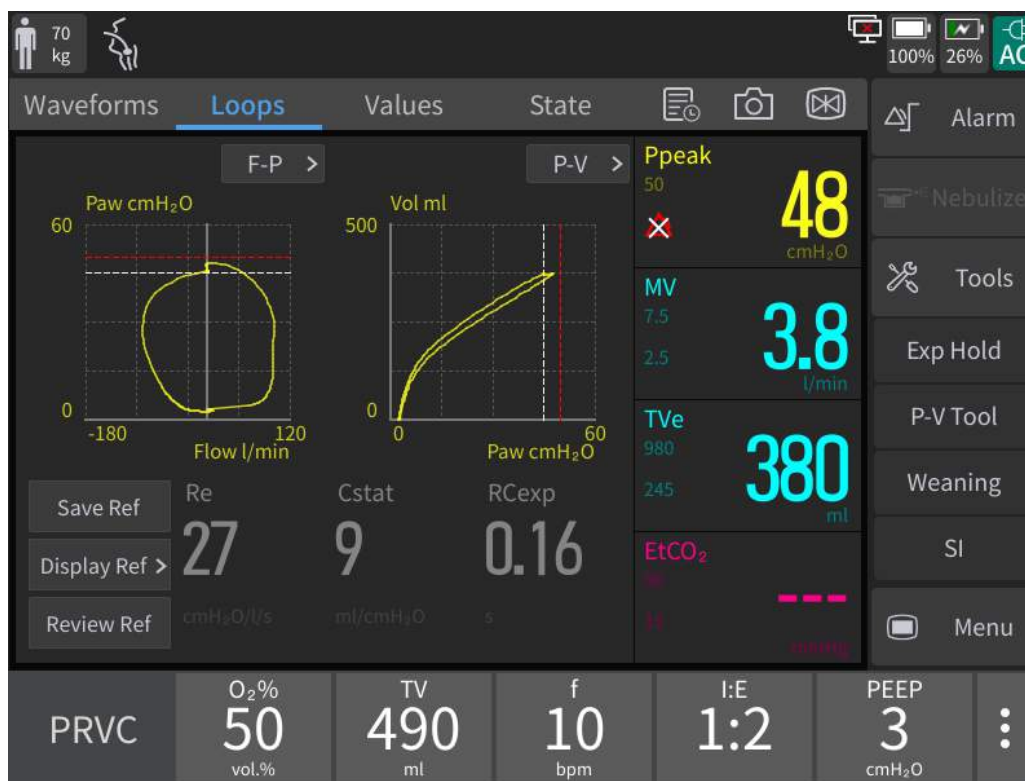 70
kg
100%
26%
AC
Waveforms
Loops
Values
State
Alarm
F-P >
P-V >
Paw cmH₂O
60
0
-180
120
Flow l/min
Vol ml
500
0
0
60
Paw cmH₂O
Ppeak
50
48
cmH₂O
MV
7.5
2.5
3.8
l/min
TVe
980
245
380
ml
EtCO₂
---
mmHg
Nebulize
Tools
Exp Hold
P-V Tool
Weaning
SI
Menu
Save Ref
Display Ref >
Review Ref
Re
27
cmH₂O/l/s
Cstat
9
ml/cmH₂O
RCexp
0.16
s
PRVC
O₂%
50
vol.%
TV
490
ml
f
10
bpm
I:E
1:2
PEEP
3
cmH₂O